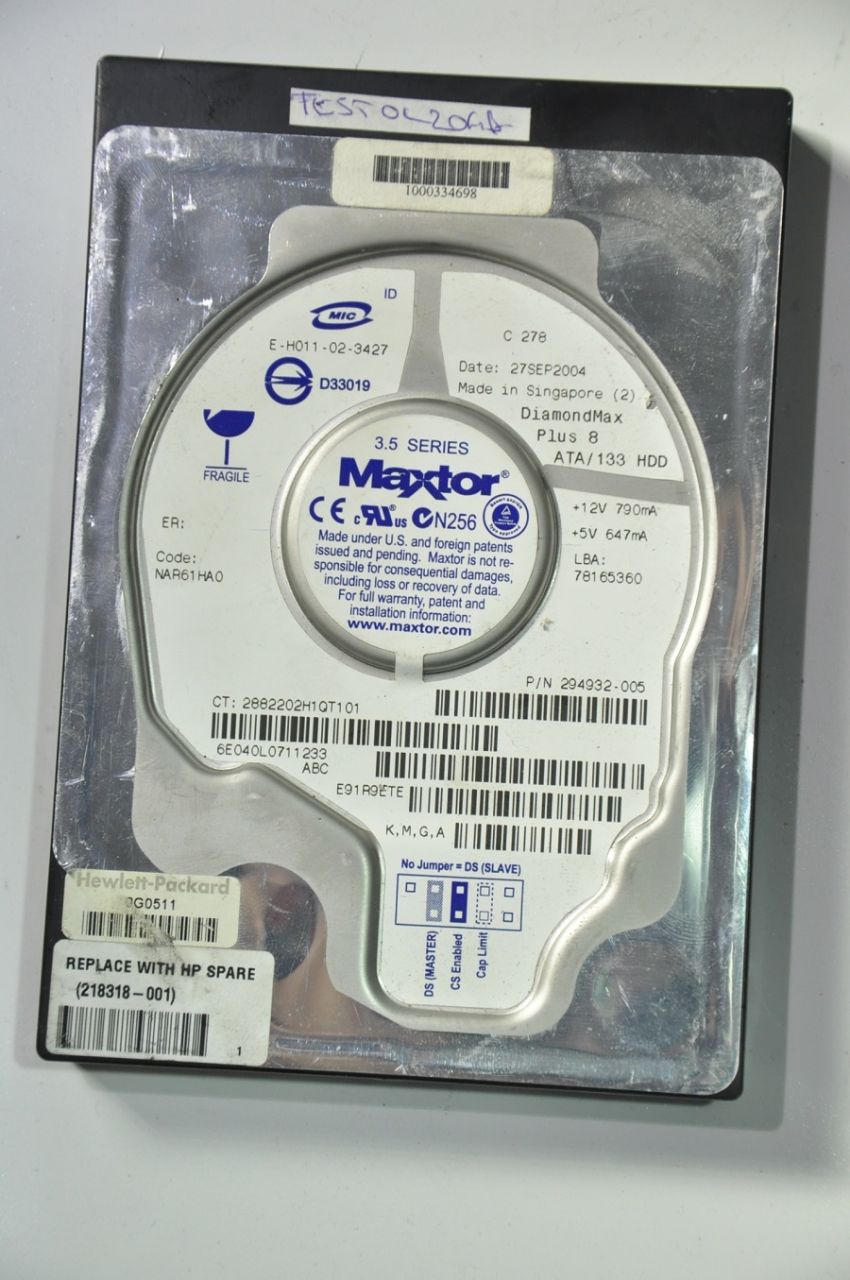 1000334698
ID
MIC
E-H011-02-3427
D33019
FRAGILE
C 278
Date: 27SEP2004
Made in Singapore (2)
DiamondMax
Plus 8
ATA/133 HDD
3.5 SERIES
Maxtor®
CE c UL us N256
Made under U.S. and foreign patents
issued and pending. Maxtor is not re-
sponsible for consequential damages,
including loss or recovery of data.
For full warranty, patent and
installation information:
www.maxtor.com
+12V 790mA
+5V 647mA
LBA:
78165360
ER:
Code:
NAR61HA0
P/N 294932-005
CT: 2882202H1QT101
6E040L0711233
ABC
E91R9ETE
K,M,G,A
No Jumper = DS (SLAVE)
DS (MASTER)
CS Enabled
Cap Limit
Hewlett-Packard
REPLACE WITH HP SPARE
(218318-001)
1